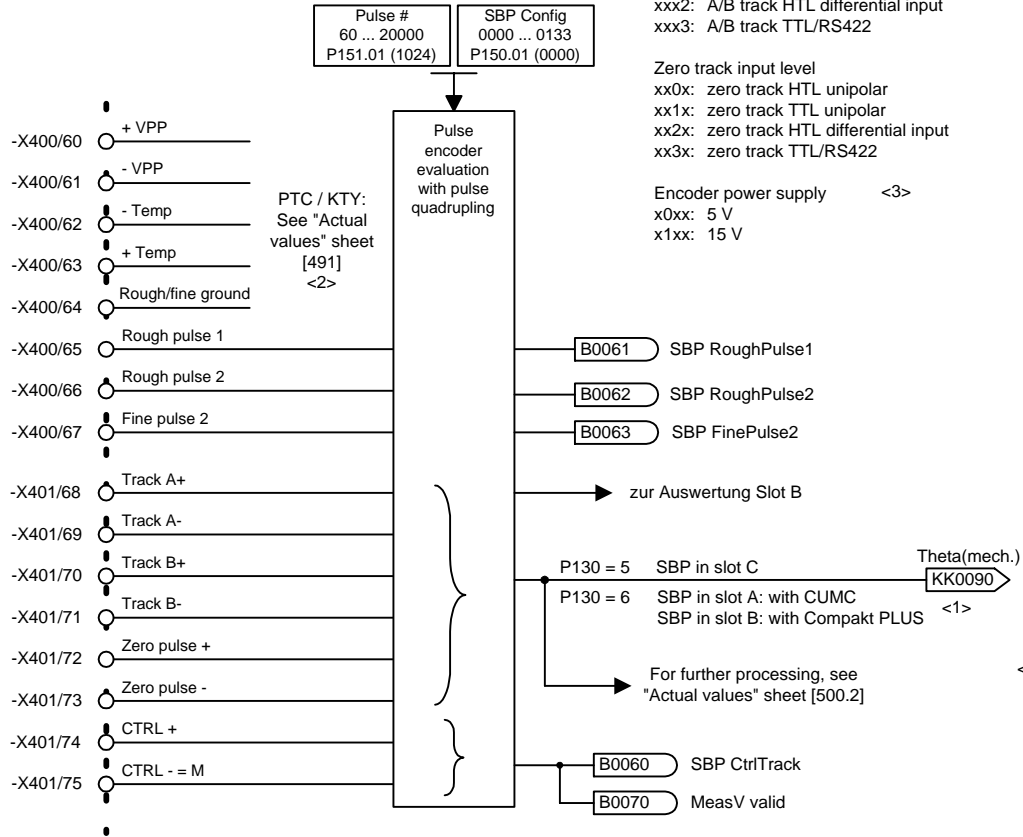 Pulse #
60 ... 20000
P151.01 (1024)
SBP Config
0000 ... 0133
P150.01 (0000)
xxx2: A/B track HTL differential input
xxx3: A/B track TTL/RS422
Zero track input level
xx0x: zero track HTL unipolar
xx1x: zero track TTL unipolar
xx2x: zero track HTL differential input
xx3x: zero track TTL/RS422
Encoder power supply <3>
x0xx: 5 V
x1xx: 15 V
Pulse
encoder
evaluation
with pulse
quadrupling
-X400/60 + VPP
-X400/61 - VPP
-X400/62 - Temp
-X400/63 + Temp
-X400/64 Rough/fine ground
PTC / KTY:
See "Actual
values" sheet
[491]
<2>
-X400/65 Rough pulse 1
B0061 SBP RoughPulse1
-X400/66 Rough pulse 2
B0062 SBP RoughPulse2
-X400/67 Fine pulse 2
B0063 SBP FinePulse2
-X401/68 Track A+
zur Auswertung Slot B
-X401/69 Track A-
-X401/70 Track B+
-X401/71 Track B-
-X401/72 Zero pulse +
-X401/73 Zero pulse -
-X401/74 CTRL +
-X401/75 CTRL - = M
P130 = 5 SBP in slot C
P130 = 6 SBP in slot A: with CUMC
SBP in slot B: with Compakt PLUS
Theta(mech.)
KK0090
<1>
For further processing, see
"Actual values" sheet [500.2]
<
B0060 SBP CtrlTrack
B0070 MeasV valid